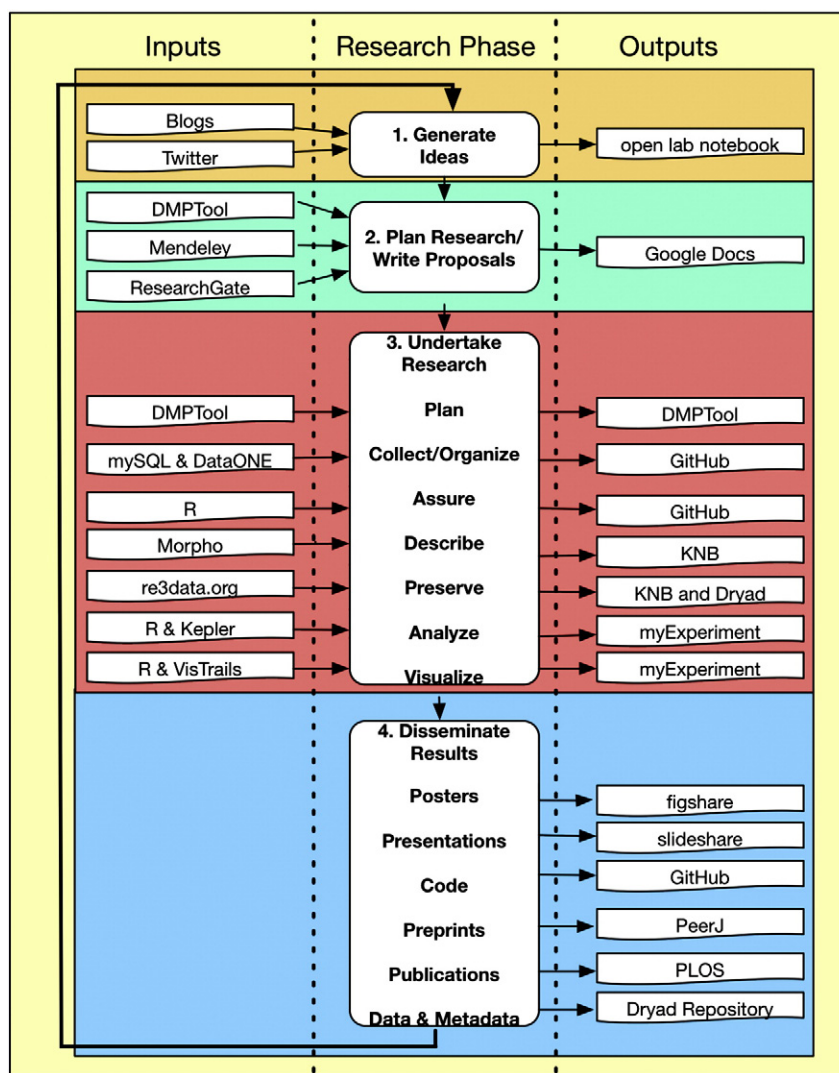 Inputs
Research Phase
Outputs
Blogs
Twitter
1. Generate
Ideas
open lab notebook
DMPTool
Mendeley
ResearchGate
2. Plan Research/
Write Proposals
Google Docs
3. Undertake
Research
DMPTool
Plan
DMPTool
mySQL & DataONE
Collect/Organize
GitHub
R
Assure
GitHub
Morpho
Describe
KNB
re3data.org
Preserve
KNB and Dryad
R & Kepler
Analyze
myExperiment
R & VisTrails
Visualize
myExperiment
4. Disseminate
Results
Posters
figshare
Presentations
slideshare
Code
GitHub
Preprints
PeerJ
Publications
PLOS
Data & Metadata
Dryad Repository